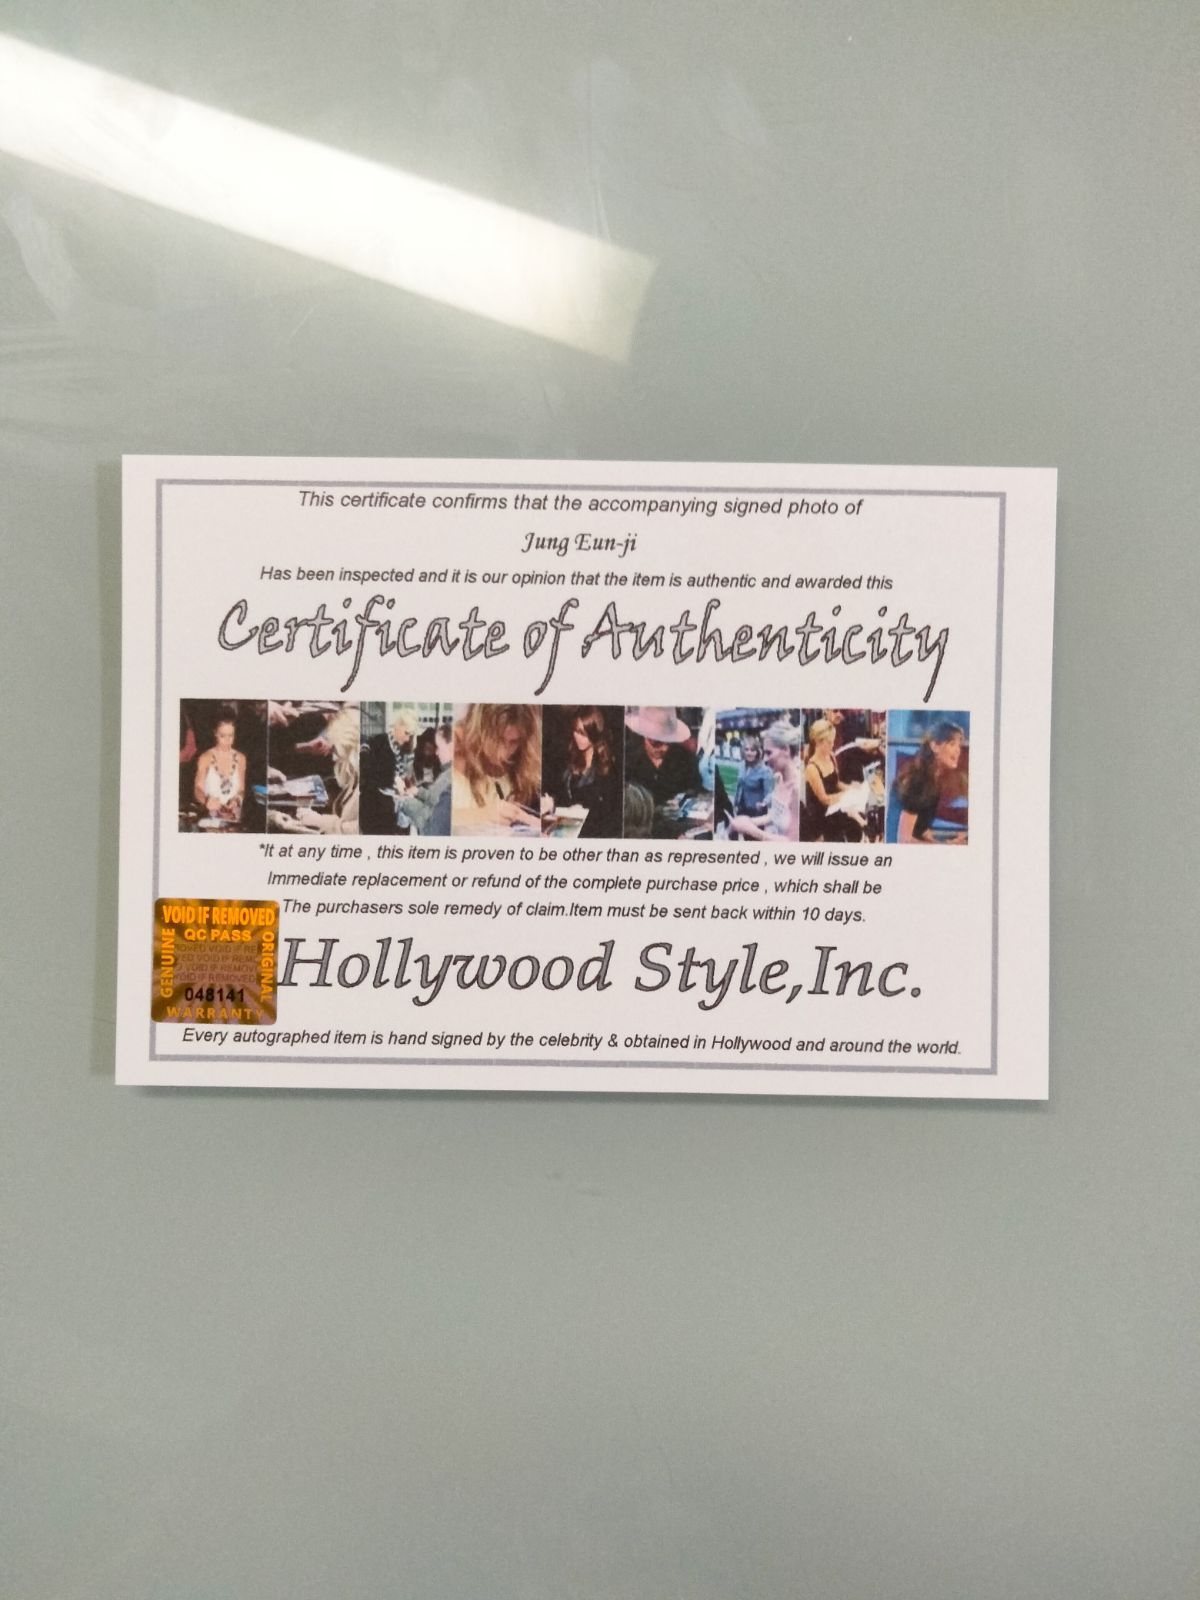 This certificate confirms that the accompanying signed photo of
Jung Eun-ji
Has been inspected and it is our opinion that the item is authentic and awarded this
Certificate of Authenticity
*It at any time , this item is proven to be other than as represented , we will issue an
Immediate replacement or refund of the complete purchase price , which shall be
The purchasers sole remedy of claim.Item must be sent back within 10 days.
VOID IF REMOVED
QC PASS
GENUINE
ORIGINAL
048141
WARRANTY
Hollywood Style,Inc.
Every autographed item is hand signed by the celebrity & obtained in Hollywood and around the world.